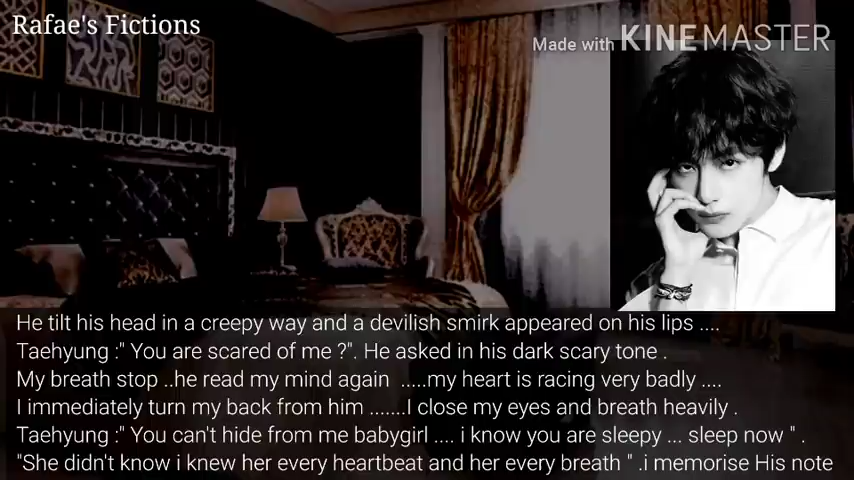 Rafae's Fictions
Made with KINEMASTER
He tilt his head in a creepy way and a devilish smirk appeared on his lips ....
Taehyung :" You are scared of me ?". He asked in his dark scary tone .
My breath stop ..he read my mind again .....my heart is racing very badly ....
I immediately turn my back from him .......I close my eyes and breath heavily .
Taehyung :" You can't hide from me babygirl .... i know you are sleepy ... sleep now " .
"She didn't know i knew her every heartbeat and her every breath " .i memorise His note